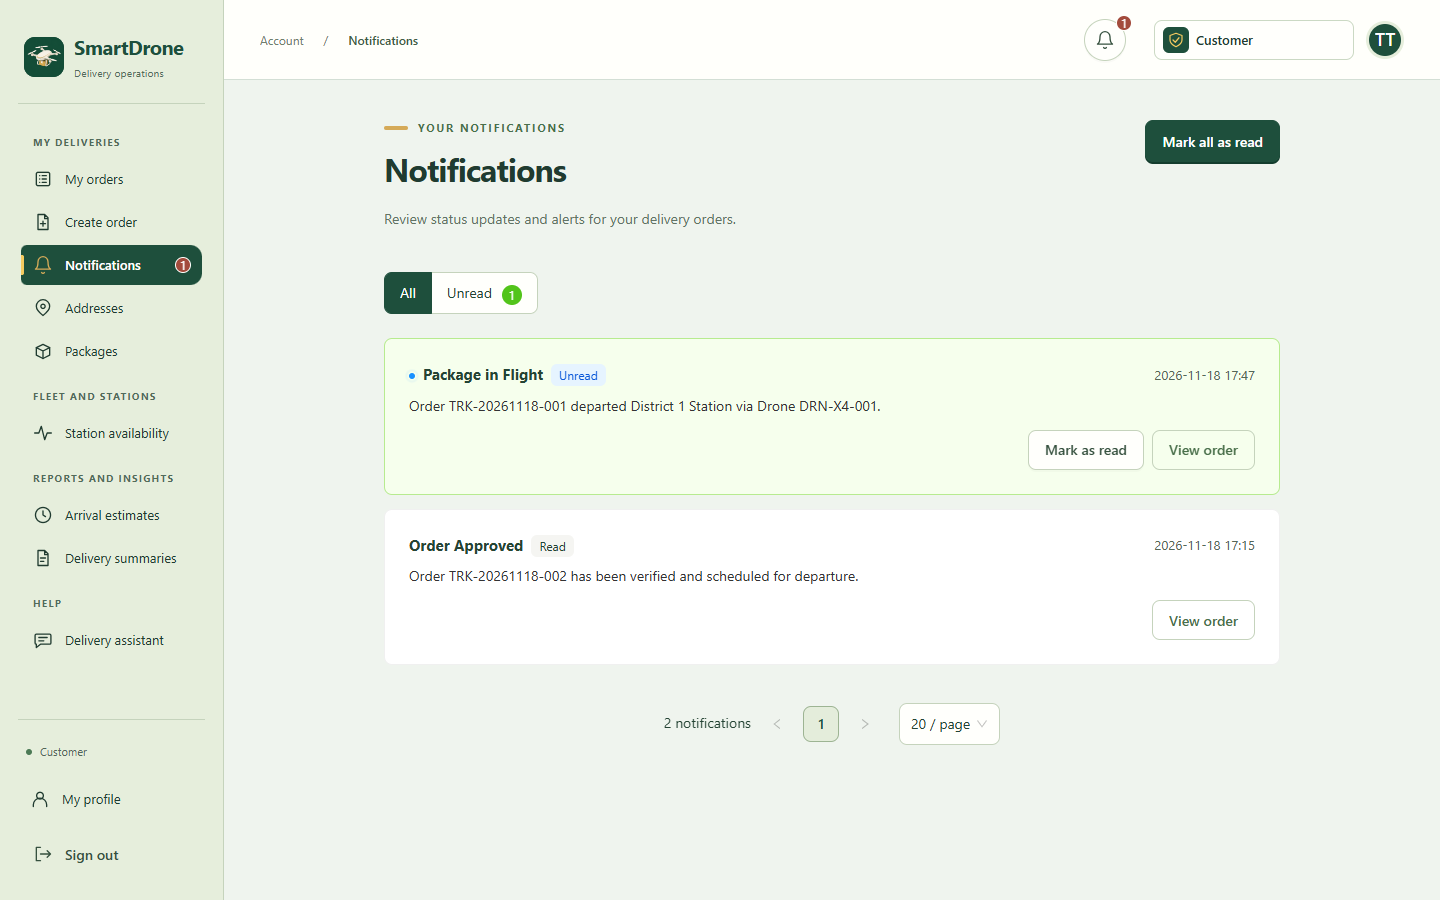 SmartDrone
Delivery operations
MY DELIVERIES
My orders
Create order
Notifications 1
Addresses
Packages
FLEET AND STATIONS
Station availability
REPORTS AND INSIGHTS
Arrival estimates
Delivery summaries
HELP
Delivery assistant
Customer
My profile
Sign out
Account / Notifications
1
Customer
TT
YOUR NOTIFICATIONS
Notifications
Review status updates and alerts for your delivery orders.
Mark all as read
All Unread 1
Package in Flight Unread 2026-11-18 17:47
Order TRK-20261118-001 departed District 1 Station via Drone DRN-X4-001.
Mark as read View order
Order Approved Read 2026-11-18 17:15
Order TRK-20261118-002 has been verified and scheduled for departure.
View order
2 notifications < 1 > 20 / page